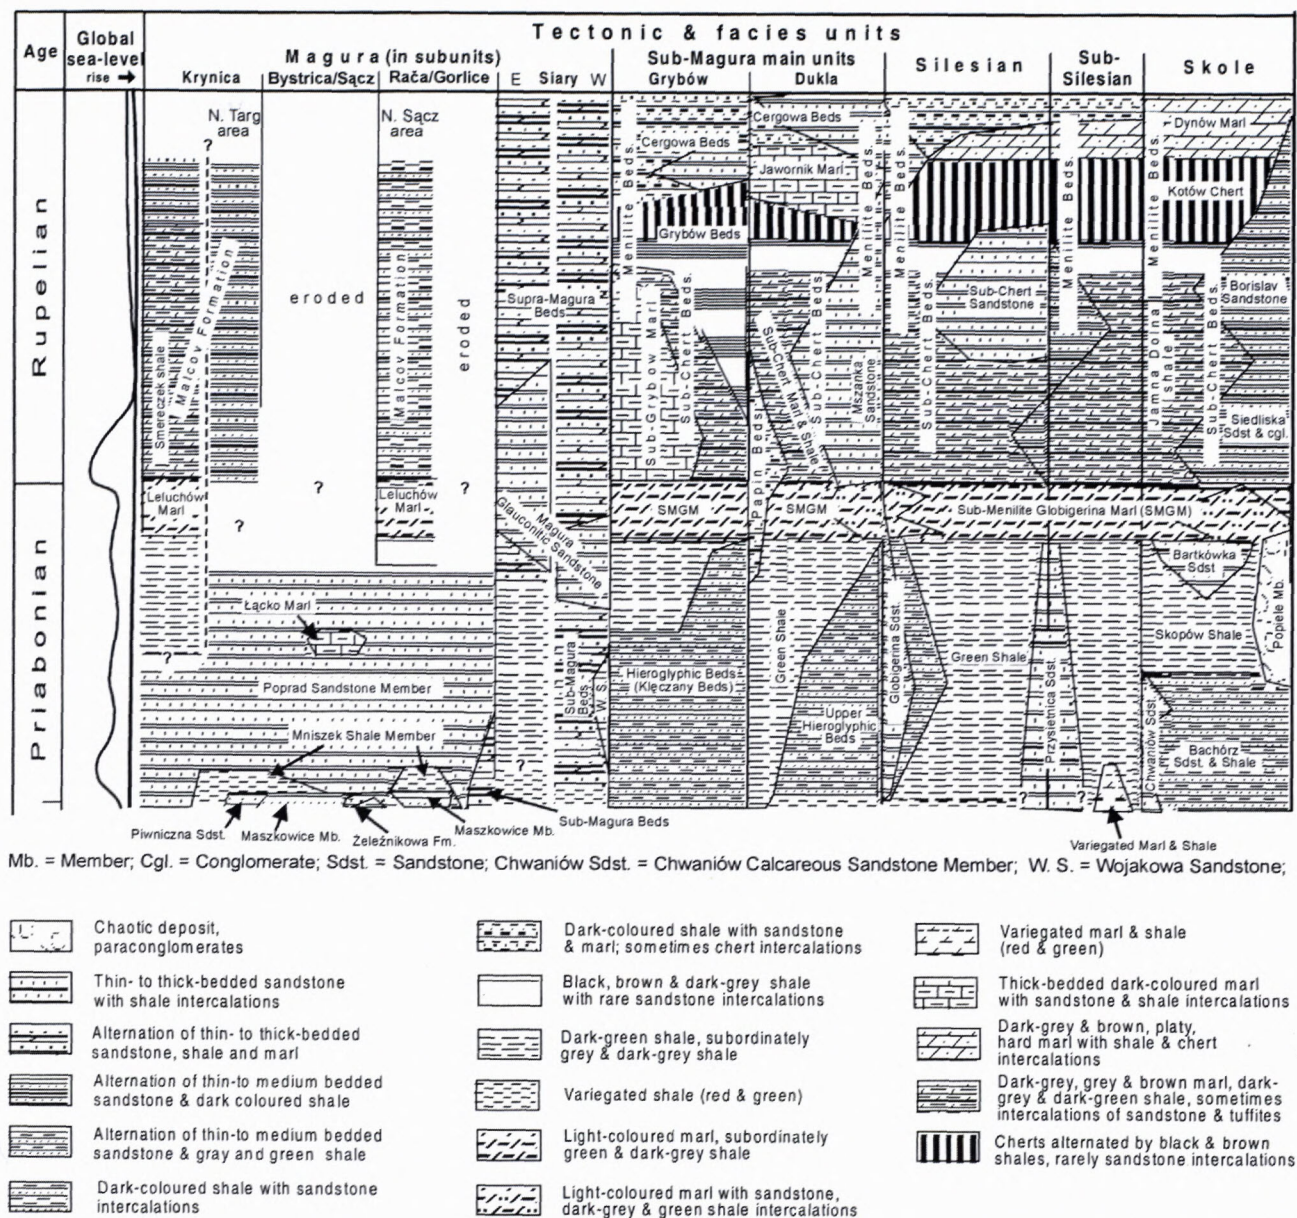 Tectonic & facies units
Age
Global
sea-level
rise
Magura (in subunits)
Krynica
Bystrica/Sącz
Rača/Gorlice
E Siary W
Sub-Magura main units
Grybów
Dukla
Silesian
Sub-
Silesian
Skole
Rupelian
Priabonian
N. Targ
area
?
Smereczek shale
Malcov Formation
Leluchów
Marl
?
eroded
?
?
N. Sącz
area
Malcov Formation
Leluchów
Marl
eroded
?
Łącko Marl
Poprad Sandstone Member
Mniszek Shale Member
Piwniczna Sdst.
Maszkowice Mb.
Żeleźnikowa Fm.
Maszkowice Mb.
Sub-Magura Beds
Supra-Magura
Beds
Magura
Glauconitic Sandstone
Sub-Magura
Beds
W. S.
?
Menilite Beds.
Cergowa Beds
Grybów Beds
Sub-Grybow Marl
Sub-Chert Beds.
SMGM
Hieroglyphic Beds
(Klęczany Beds)
Cergowa Beds
Jawornik Marl
Menilite Beds.
Papin Beds
Sub-Chert Marl & Shale
Sub-Chert Beds.
Mszanka
Sandstone
SMGM
Green Shale
Upper
Hieroglyphic
Beds
Menilite Beds.
Sub-Chert Beds.
Sub-Chert
Sandstone
Sub-Menilite Globigerina Marl (SMGM)
Globigerina Sdst.
Green Shale
Przysietnica Sdst.
Menilite Beds.
?
Variegated Marl & Shale
Menilite Beds.
Dynów Marl
Kotów Chert
Jamna Dolna
shale
Sub-Chert Beds.
Borislav
Sandstone
Siedliska
Sdst & cgl.
Bartkówka
Sdst
Popiele Mb.
Skopów Shale
Chwaniów Sdst.
Bachórz
Sdst. & Shale
Mb. = Member; Cgl. = Conglomerate; Sdst. = Sandstone; Chwaniów Sdst. = Chwaniów Calcareous Sandstone Member; W. S. = Wojakowa Sandstone;
Chaotic deposit,
paraconglomerates
Thin- to thick-bedded sandstone
with shale intercalations
Alternation of thin- to thick-bedded
sandstone, shale and marl
Alternation of thin-to medium bedded
sandstone & dark coloured shale
Alternation of thin-to medium bedded
sandstone & gray and green shale
Dark-coloured shale with sandstone
intercalations
Dark-coloured shale with sandstone
& marl; sometimes chert intercalations
Black, brown & dark-grey shale
with rare sandstone intercalations
Dark-green shale, subordinately
grey & dark-grey shale
Variegated shale (red & green)
Light-coloured marl, subordinately
green & dark-grey shale
Light-coloured marl with sandstone,
dark-grey & green shale intercalations
Variegated marl & shale
(red & green)
Thick-bedded dark-coloured marl
with sandstone & shale intercalations
Dark-grey & brown, platy,
hard marl with shale & chert
intercalations
Dark-grey, grey & brown marl, dark-
grey & dark-green shale, sometimes
intercalations of sandstone & tuffites
Cherts alternated by black & brown
shales, rarely sandstone intercalations